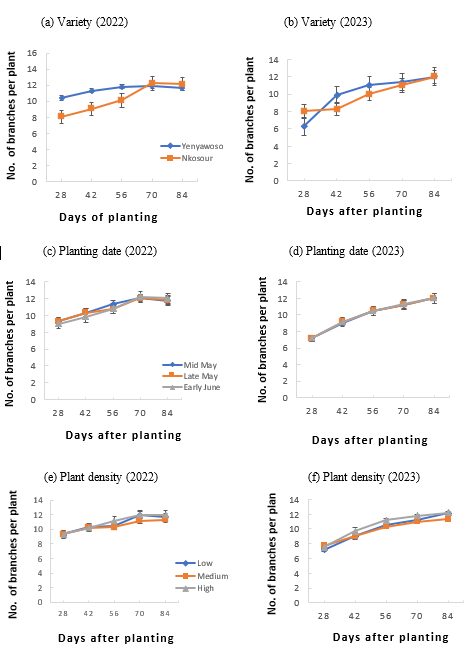 (a) Variety (2022)
No. of branches per plant
16
14
12
10
8
6
4
2
0
28 42 56 70 84
Yenyawoso
Nkosour
Days of planting
(b) Variety (2023)
No. of branches per plant
14
12
10
8
6
4
2
0
28 42 56 70 84
Days after planting
(c) Planting date (2022)
No. of branches per plant
14
12
10
8
6
4
2
0
28 42 56 70 84
Mid May
Late May
Early June
Days after planting
(d) Planting date (2023)
No. of branches per plant
14
12
10
8
6
4
2
0
28 42 56 70 84
Days after planting
(e) Plant density (2022)
No. of branches per plant
14
12
10
8
6
4
2
0
28 42 56 70 84
Low
Medium
High
Days after planting
(f) Plant density (2023)
No. of branches per plan
14
12
10
8
6
4
2
0
28 42 56 70 84
Days after planting